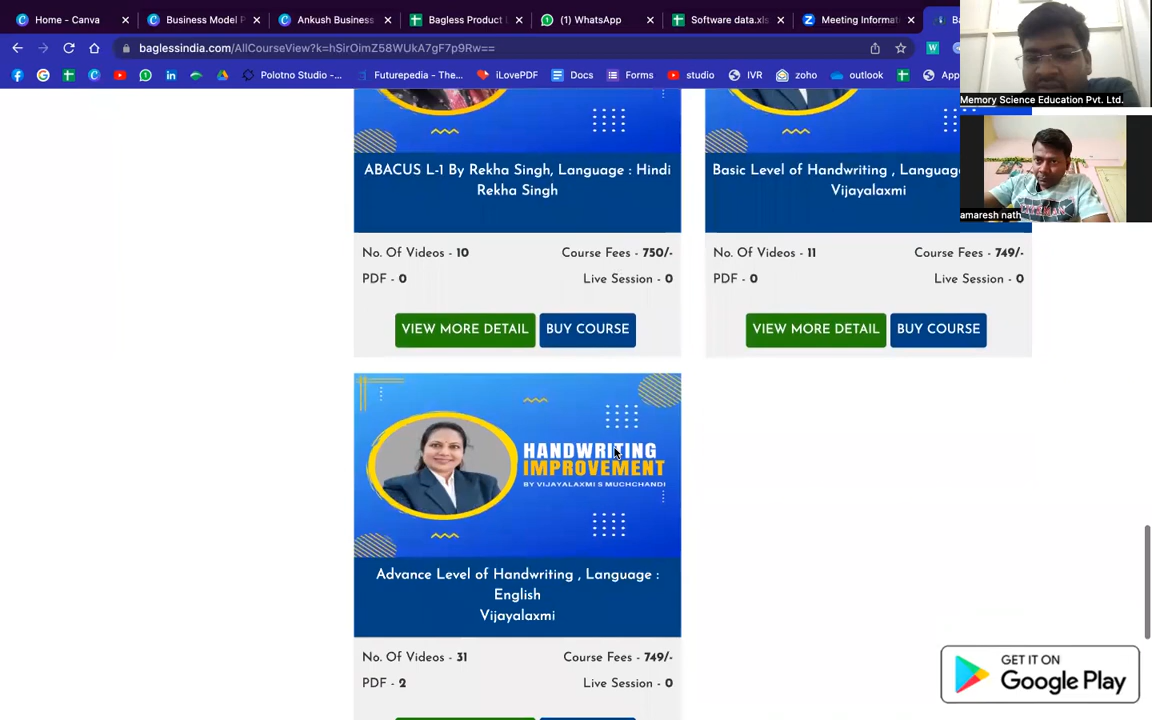 Home - Canva
Business Model P
Ankush Business
Bagless Product L
(1) WhatsApp
Software data.xls
Meeting Informat
Ba
baglessindia.com/AllCourseView?k=hSirOimZ58WUkA7gF7p9Rw==
Polotno Studio -...
Futurepedia - The...
iLovePDF
Docs
Forms
studio
IVR
zoho
outlook
App
Memory Science Education Pvt. Ltd.
amaresh nath
ABACUS L-1 By Rekha Singh, Language : Hindi
Rekha Singh
No. Of Videos - 10
Course Fees - 750/-
PDF - 0
Live Session - 0
VIEW MORE DETAIL
BUY COURSE
Basic Level of Handwriting , Languag
Vijayalaxmi
No. Of Videos - 11
Course Fees - 749/-
PDF - 0
Live Session - 0
VIEW MORE DETAIL
BUY COURSE
HANDWRITING
IMPROVEMENT
BY VIJAYALAXMI S MUCHCHANDI
Advance Level of Handwriting , Language :
English
Vijayalaxmi
No. Of Videos - 31
Course Fees - 749/-
PDF - 2
Live Session - 0
GET IT ON
Google Play